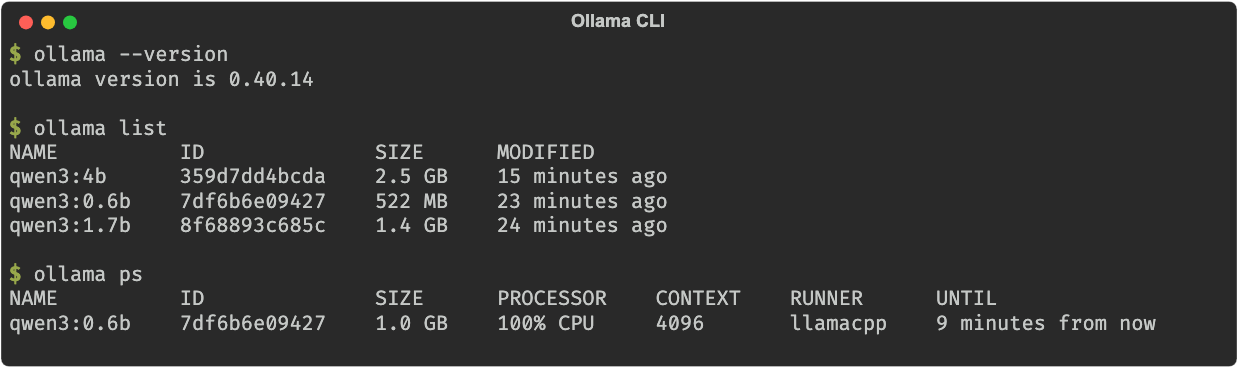 Ollama CLI
$ ollama --version
ollama version is 0.40.14
$ ollama list
NAME ID SIZE MODIFIED
qwen3:4b 359d7dd4bcda 2.5 GB 15 minutes ago
qwen3:0.6b 7df6b6e09427 522 MB 23 minutes ago
qwen3:1.7b 8f68893c685c 1.4 GB 24 minutes ago
$ ollama ps
NAME ID SIZE PROCESSOR CONTEXT RUNNER UNTIL
qwen3:0.6b 7df6b6e09427 1.0 GB 100% CPU 4096 llamacpp 9 minutes from now